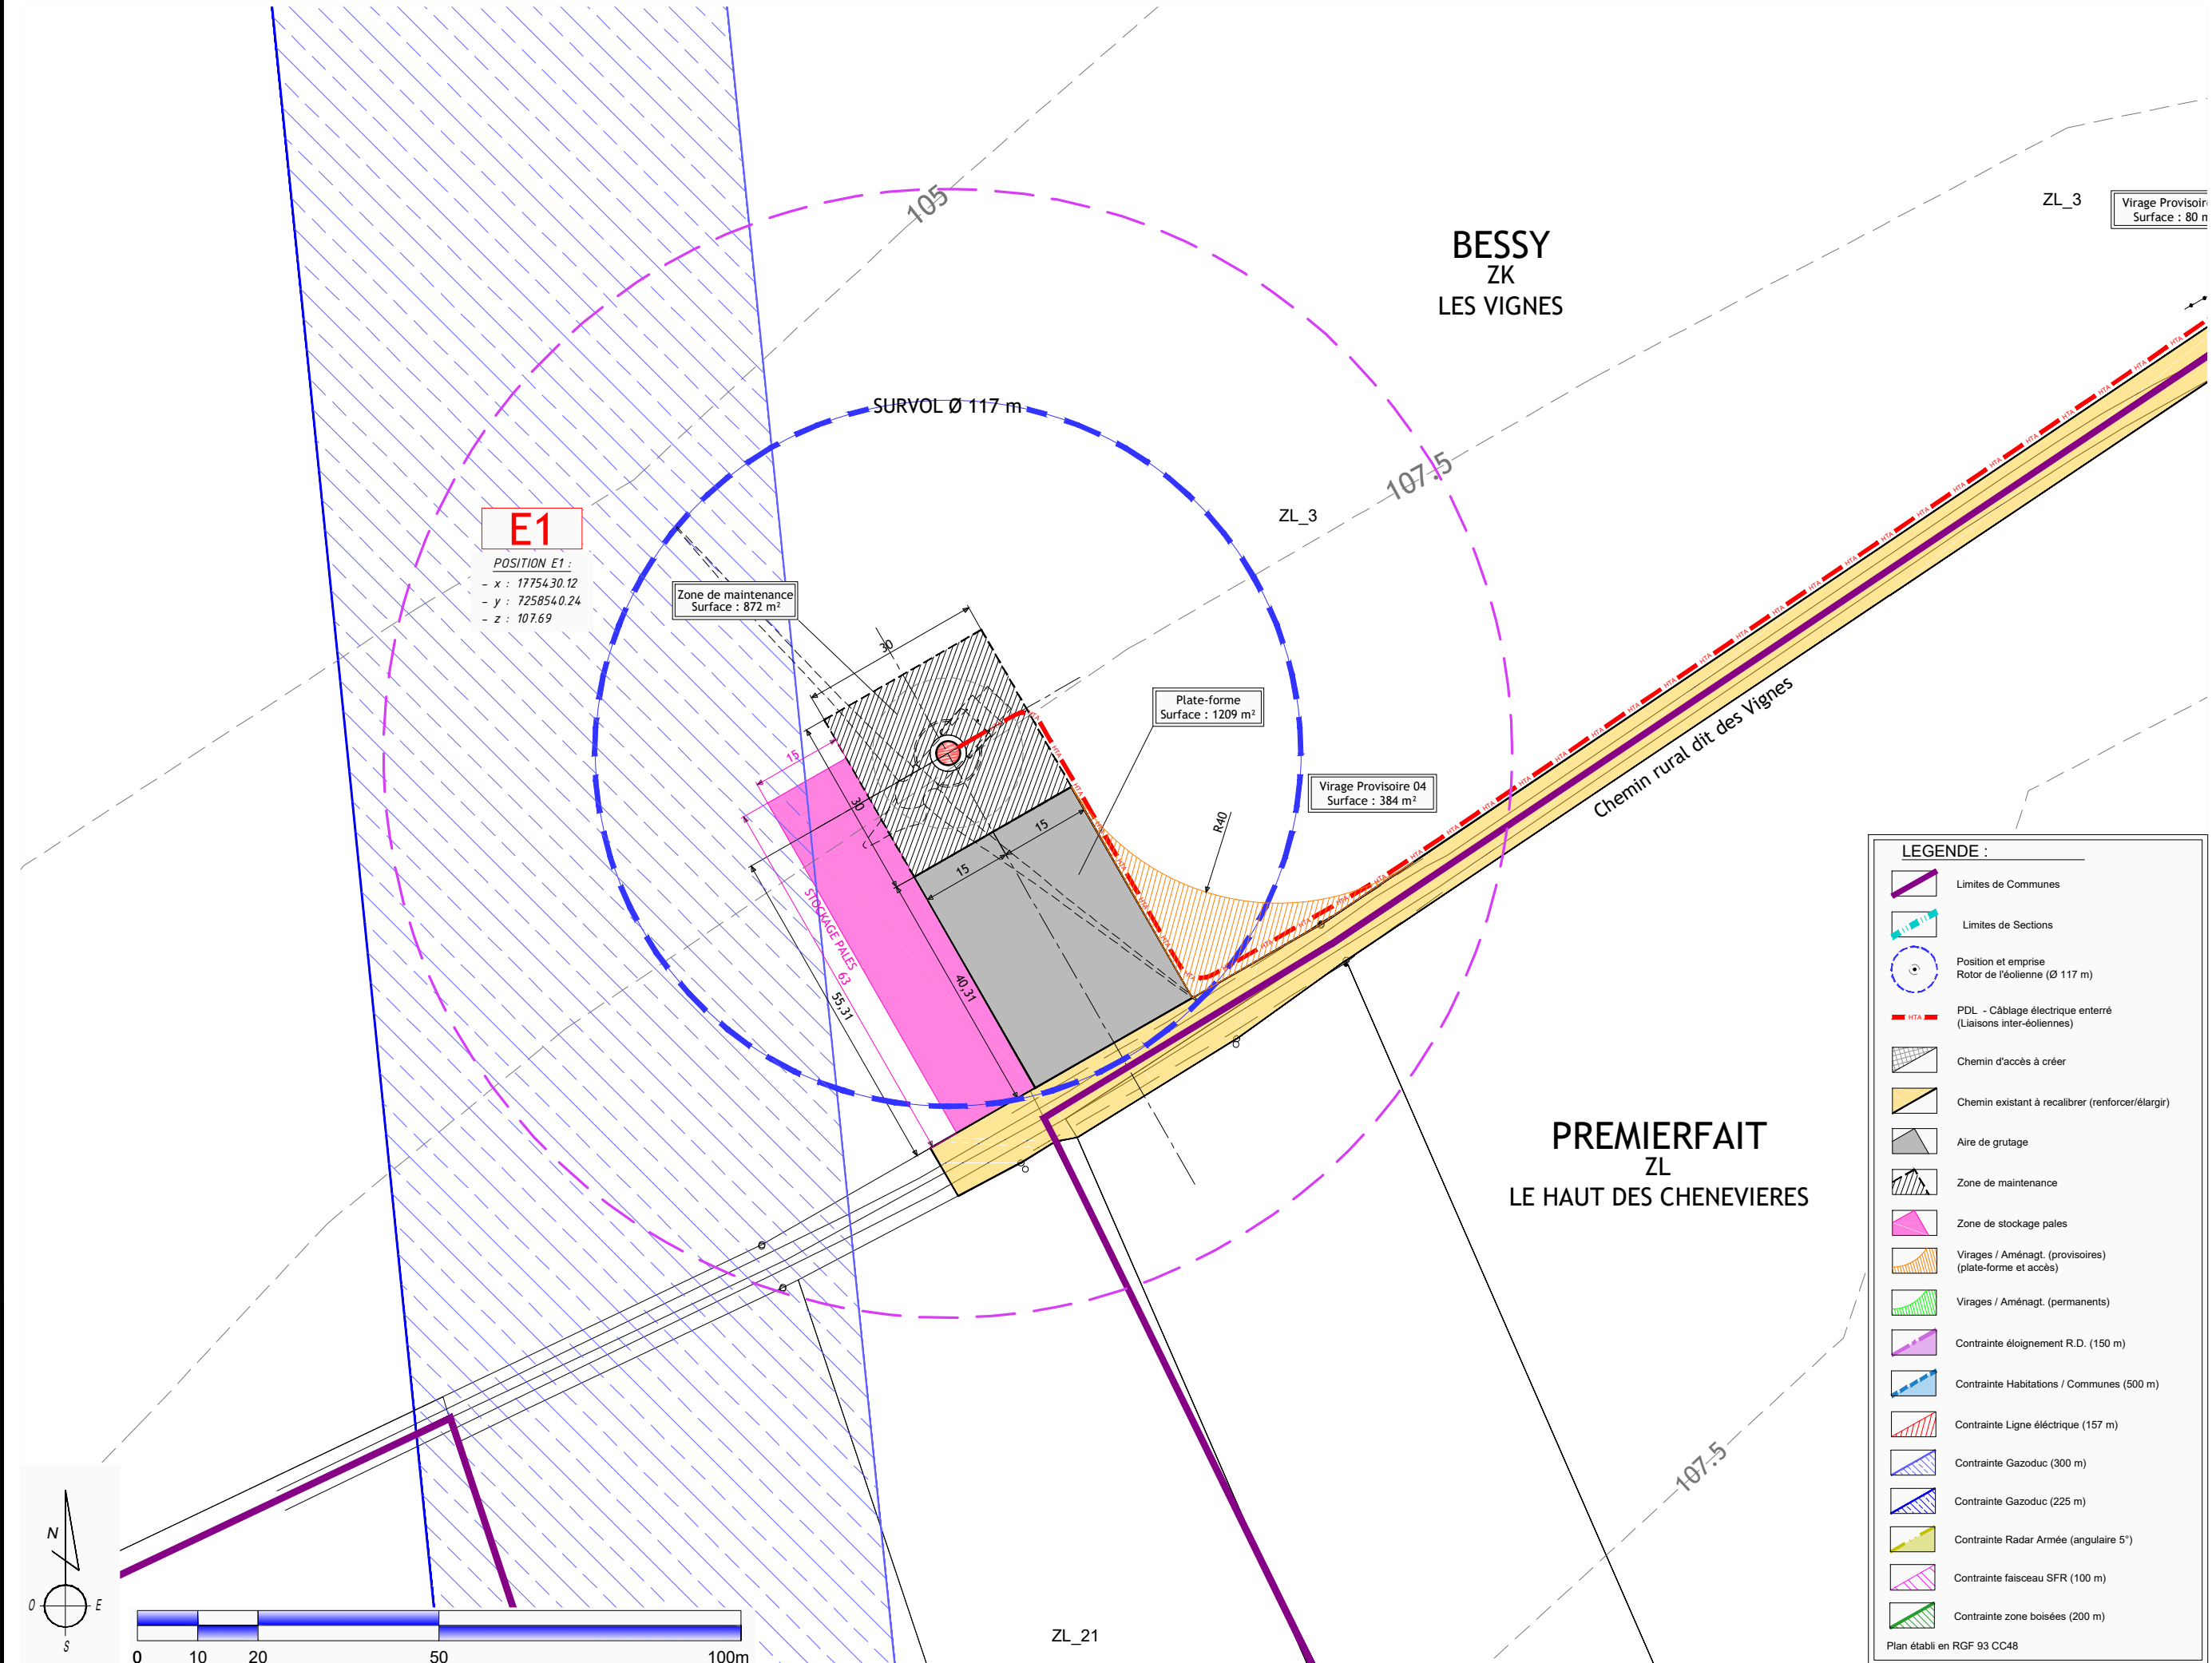 105
BESSY
ZK
LES VIGNES
ZL_3
Virage Provisoire
Surface : 80 m
SURVOL Ø 117 m
107.5
ZL_3
E1
POSITION E1 :
- x : 1775430.12
- y : 7258540.24
- z : 107.69
Zone de maintenance
Surface : 872 m²
30
Plate-forme
Surface : 1209 m²
15
30
Virage Provisoire 04
Surface : 384 m²
R40
15
15
STOCKAGE PALES
63
40,31
55,31
Chemin rural dit des Vignes
HTA
PREMIERFAIT
ZL
LE HAUT DES CHENEVIERES
107.5
ZL_21
N
O
E
S
0 10 20 50 100m
LEGENDE :
Limites de Communes
Limites de Sections
Position et emprise
Rotor de l'éolienne (Ø 117 m)
HTA
PDL - Câblage électrique enterré
(Liaisons inter-éoliennes)
Chemin d'accès à créer
Chemin existant à recalibrer (renforcer/élargir)
Aire de grutage
Zone de maintenance
Zone de stockage pales
Virages / Aménagt. (provisoires)
(plate-forme et accès)
Virages / Aménagt. (permanents)
Contrainte éloignement R.D. (150 m)
Contrainte Habitations / Communes (500 m)
Contrainte Ligne éléctrique (157 m)
Contrainte Gazoduc (300 m)
Contrainte Gazoduc (225 m)
Contrainte Radar Armée (angulaire 5°)
Contrainte faisceau SFR (100 m)
Contrainte zone boisées (200 m)
Plan établi en RGF 93 CC48